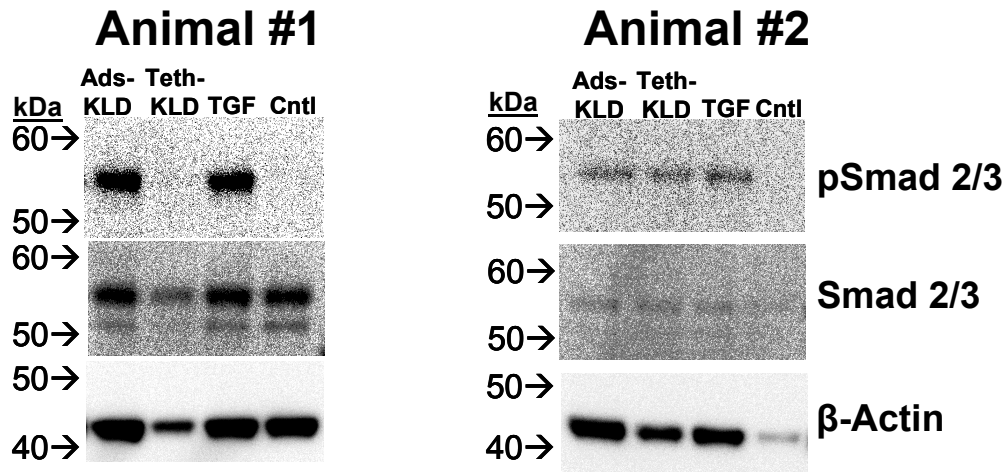 Animal #1
Ads- Teth-
kDa KLD KLD TGF Cntl
60→
50→
60→
50→
50→
40→
Animal #2
Ads- Teth-
kDa KLD KLD TGF Cntl
60→
50→
60→
50→
50→
40→
pSmad 2/3
Smad 2/3
β-Actin